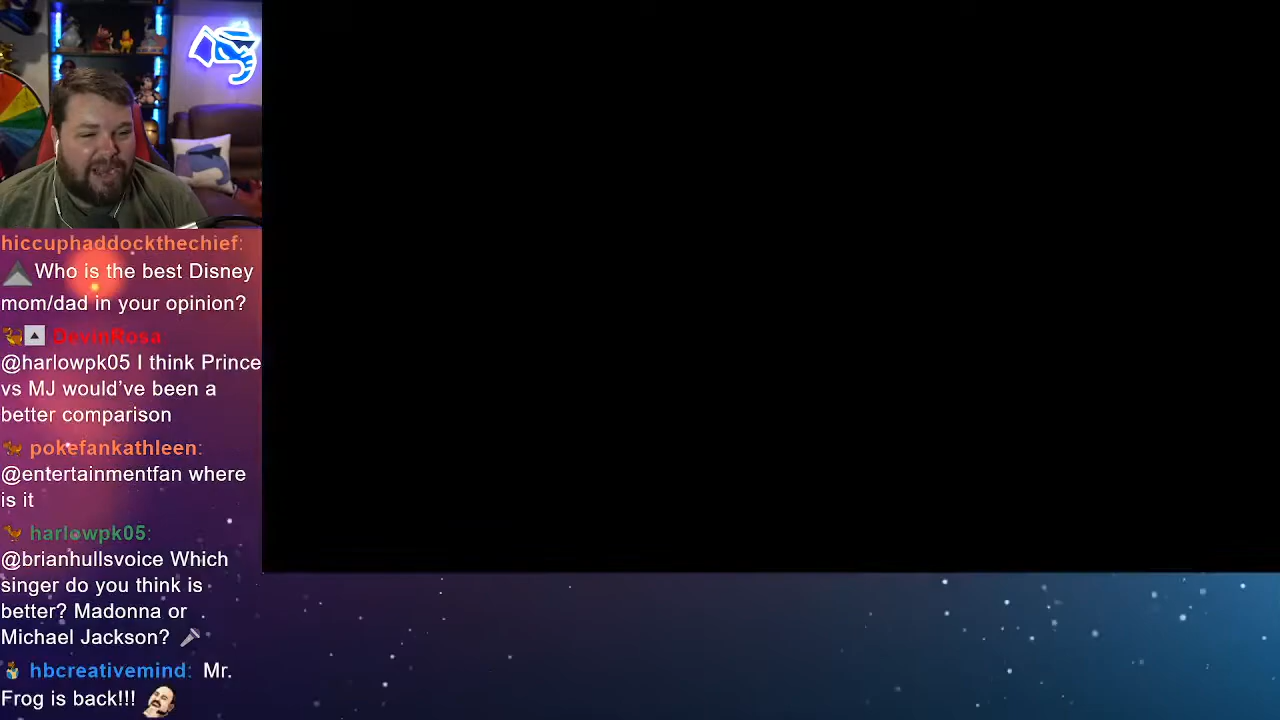 hiccuphaddockthechief:
Who is the best Disney
mom/dad in your opinion?
DevinRosa
@harlowpk05 I think Prince
vs MJ would’ve been a
better comparison
pokefankathleen:
@entertainmentfan where
is it
harlowpk05:
@brianhullsvoice Which
singer do you think is
better? Madonna or
Michael Jackson?
hbcreativemind: Mr.
Frog is back!!!